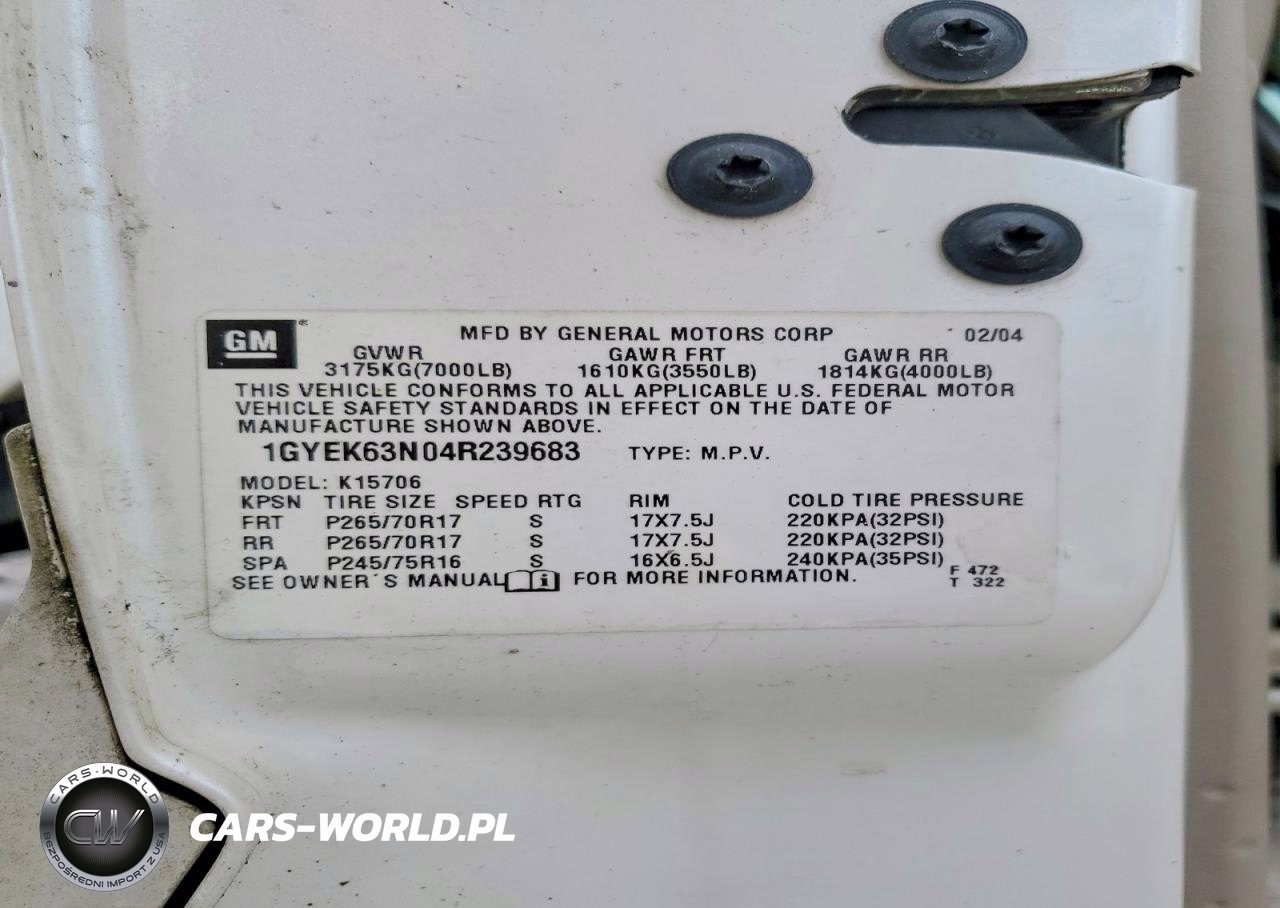 GM ® MFD BY GENERAL MOTORS CORP 02/04
GVWR GAWR FRT GAWR RR
3175KG(7000LB) 1610KG(3550LB) 1814KG(4000LB)
THIS VEHICLE CONFORMS TO ALL APPLICABLE U.S. FEDERAL MOTOR
VEHICLE SAFETY STANDARDS IN EFFECT ON THE DATE OF
MANUFACTURE SHOWN ABOVE.
1GYEK63N04R239683 TYPE: M.P.V.
MODEL: K15706
KPSN TIRE SIZE SPEED RTG RIM COLD TIRE PRESSURE
FRT P265/70R17 S 17X7.5J 220KPA(32PSI)
RR P265/70R17 S 17X7.5J 220KPA(32PSI)
SPA P245/75R16 S 16X6.5J 240KPA(35PSI)
SEE OWNER´S MANUAL i FOR MORE INFORMATION.
F 472
T 322
CARS-WORLD
CW
BEZPOŚREDNI IMPORT Z USA
CARS-WORLD.PL